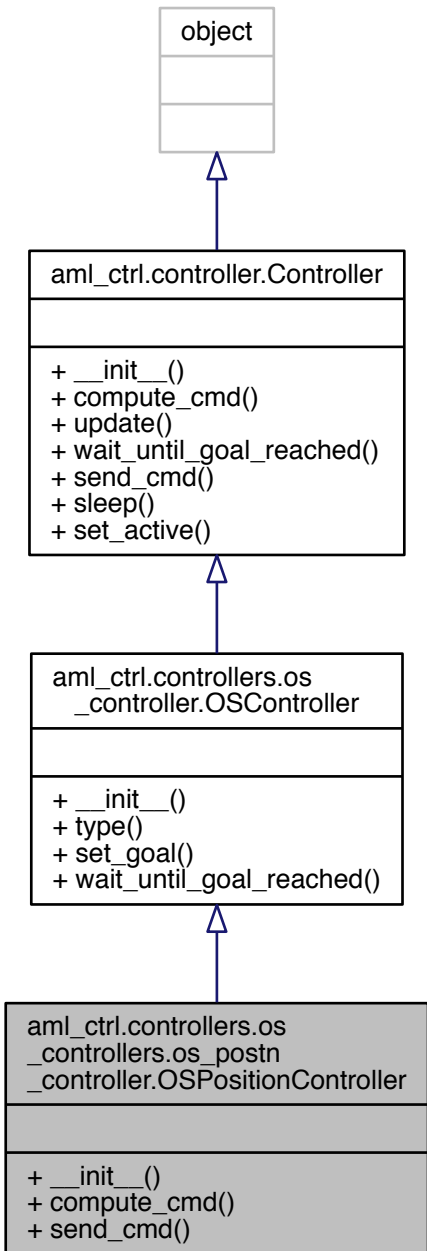 object
aml_ctrl.controller.Controller
+ __init__()
+ compute_cmd()
+ update()
+ wait_until_goal_reached()
+ send_cmd()
+ sleep()
+ set_active()
aml_ctrl.controllers.os
_controller.OSController
+ __init__()
+ type()
+ set_goal()
+ wait_until_goal_reached()
aml_ctrl.controllers.os
_controllers.os_postn
_controller.OSPositionController
+ __init__()
+ compute_cmd()
+ send_cmd()